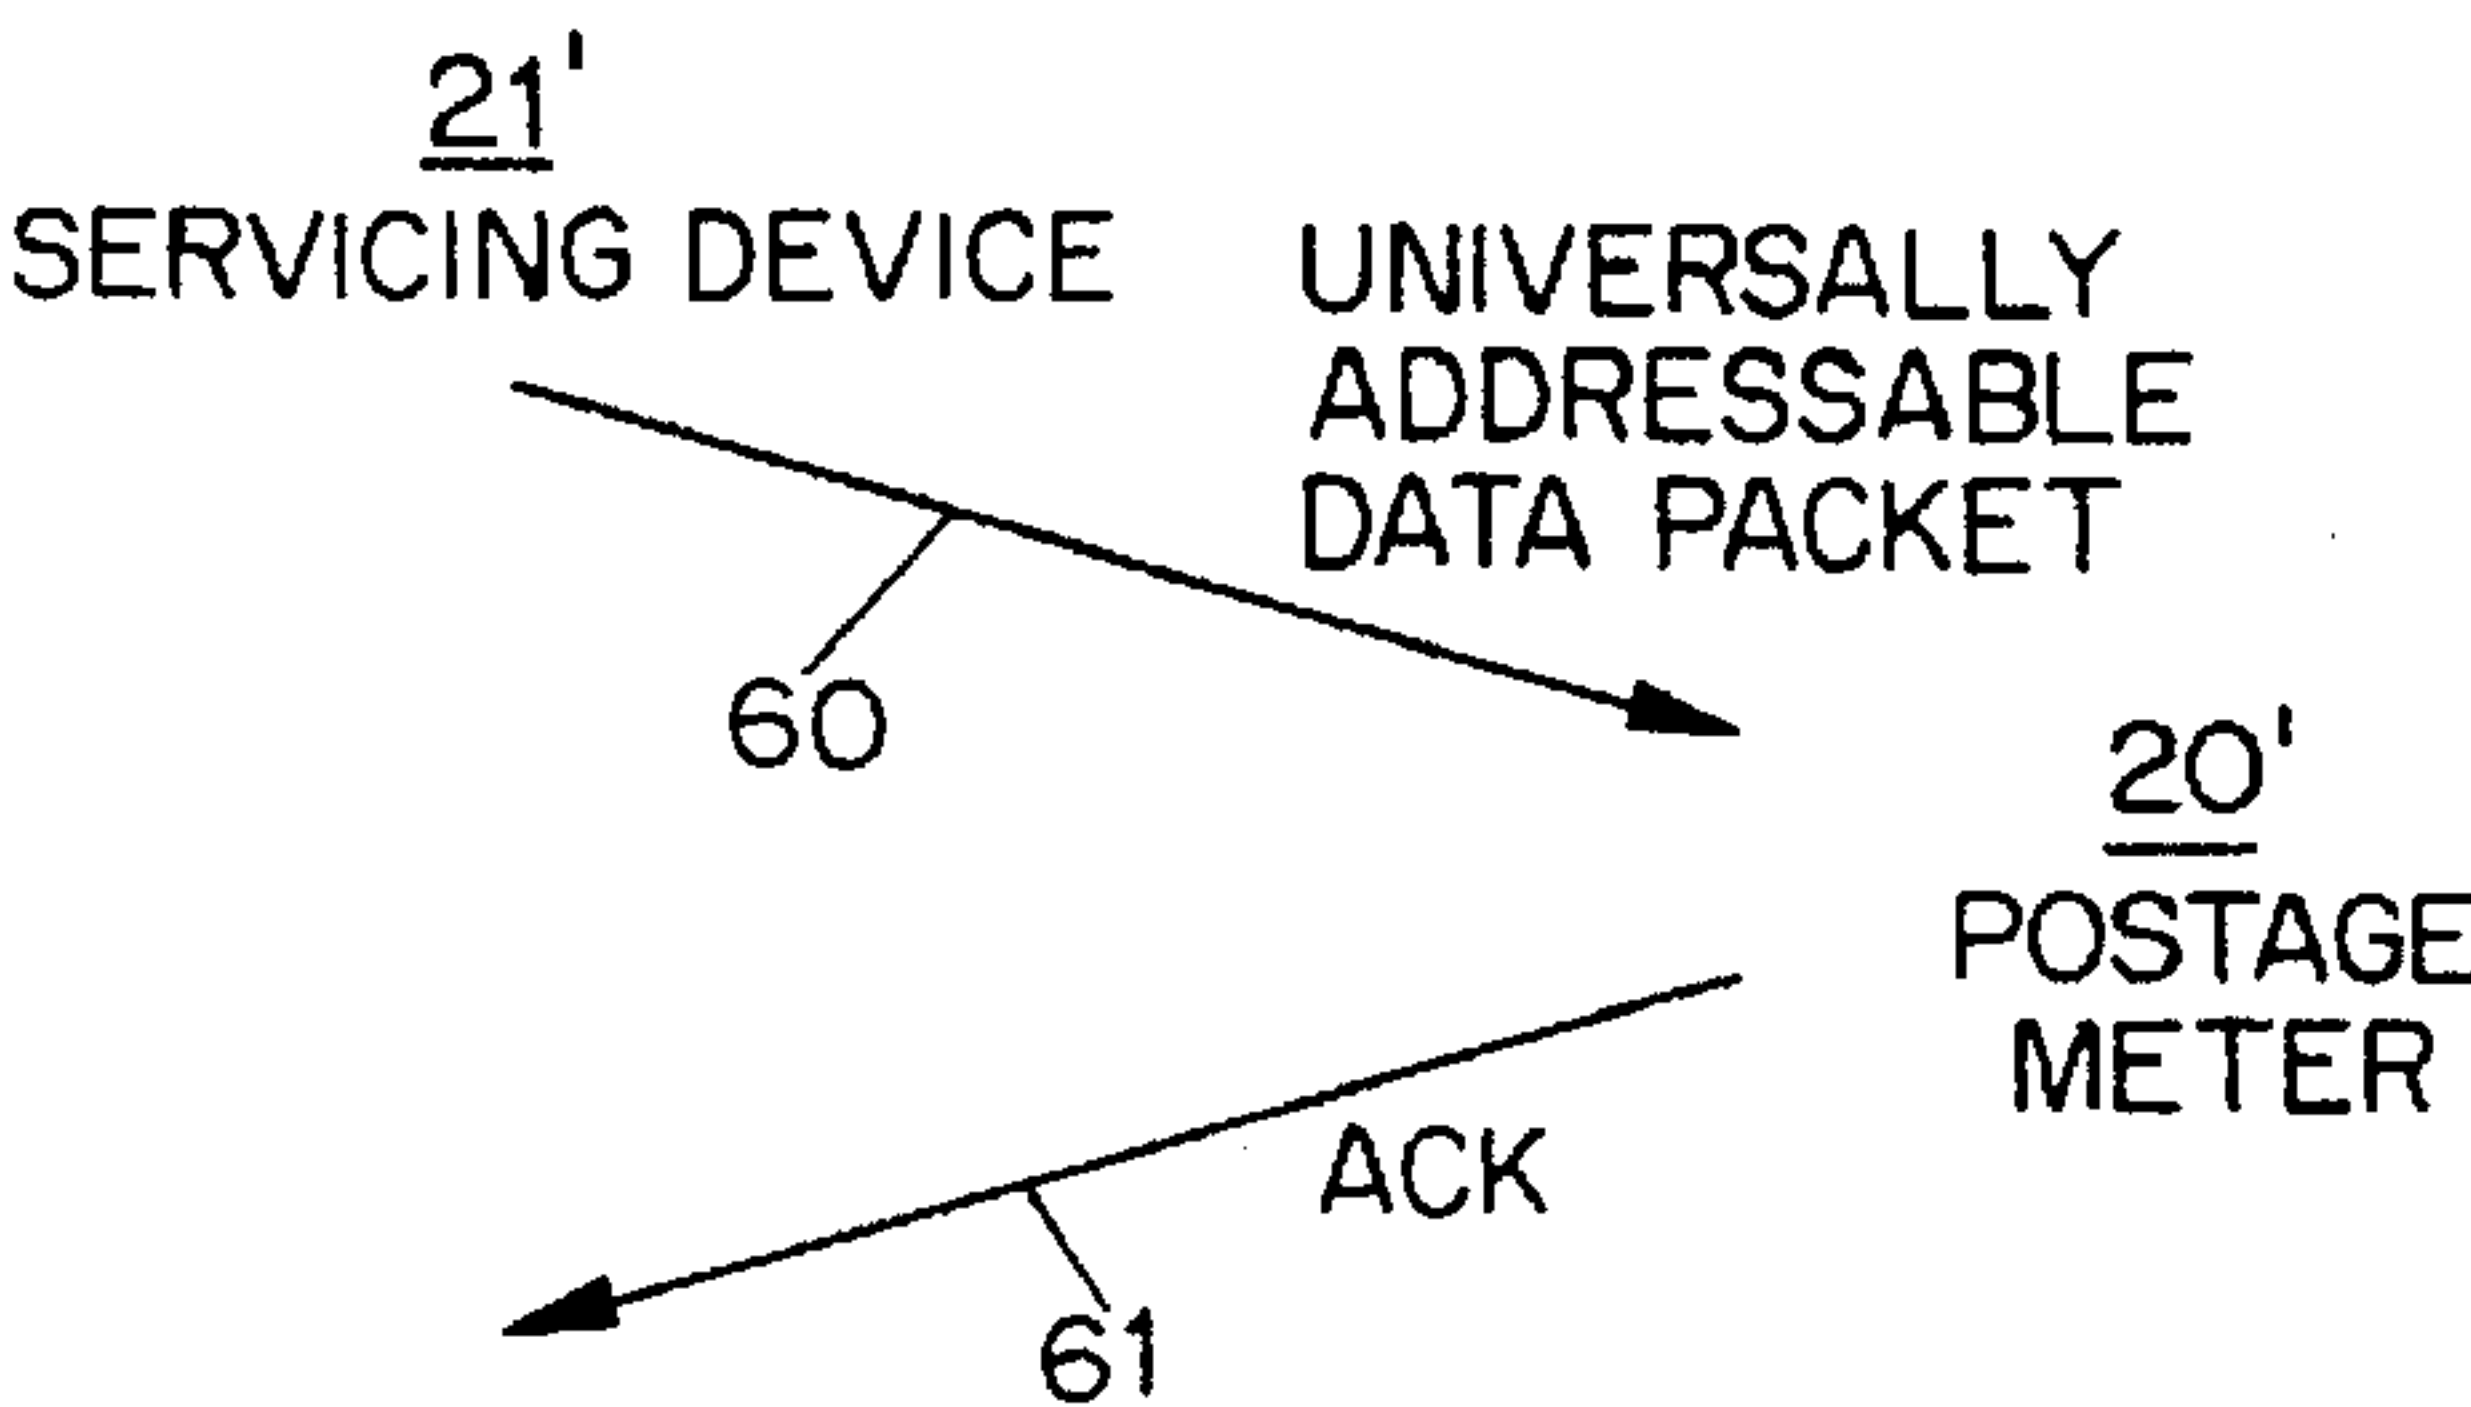 21'
SERVICING DEVICE
UNIVERSALLY
ADDRESSABLE
DATA PACKET
60
20'
POSTAGE
METER
ACK
61